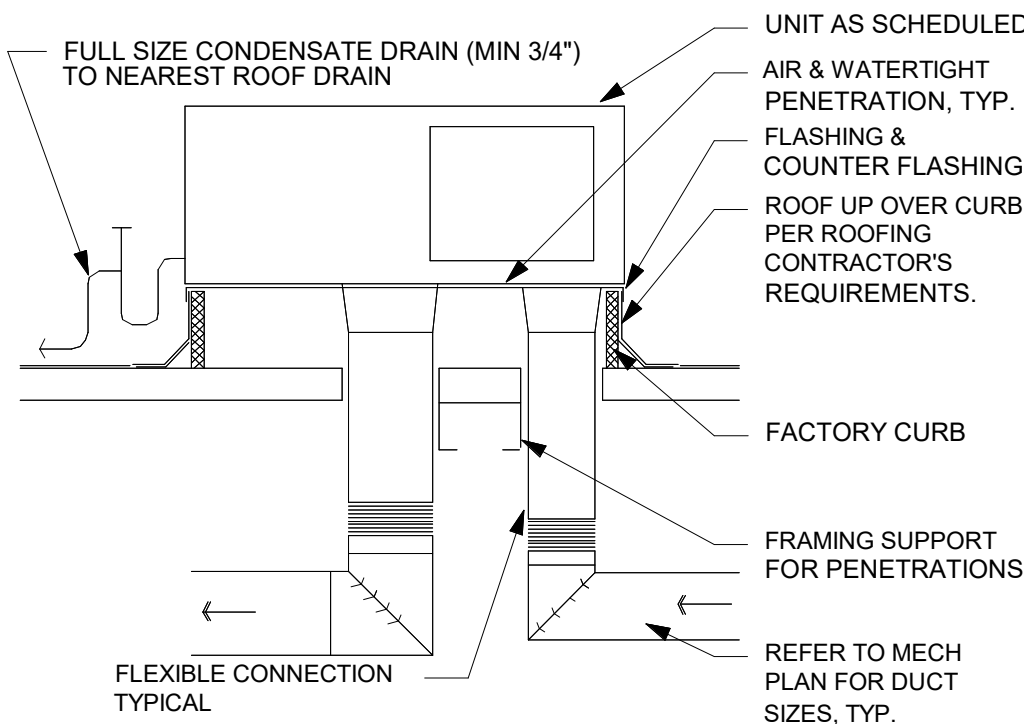 UNIT AS SCHEDULED
FULL SIZE CONDENSATE DRAIN (MIN 3/4")
TO NEAREST ROOF DRAIN
AIR & WATERTIGHT
PENETRATION, TYP.
FLASHING &
COUNTER FLASHING
ROOF UP OVER CURB
PER ROOFING
CONTRACTOR'S
REQUIREMENTS.
FACTORY CURB
FRAMING SUPPORT
FOR PENETRATIONS
REFER TO MECH
PLAN FOR DUCT
SIZES, TYP.
FLEXIBLE CONNECTION
TYPICAL